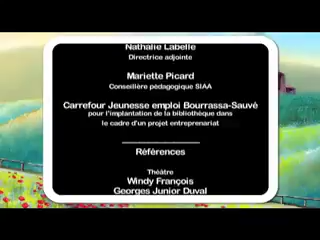 Nathalie Labelle
Directrice adjointe
Mariette Picard
Conseillère pédagogique SIAA
Carrefour Jeunesse emploi Bourrassa-Sauvé
pour l'implantation de la bibliothèque dans
le cadre d'un projet entreprenariat
Références
Théâtre
Windy François
Georges Junior Duval